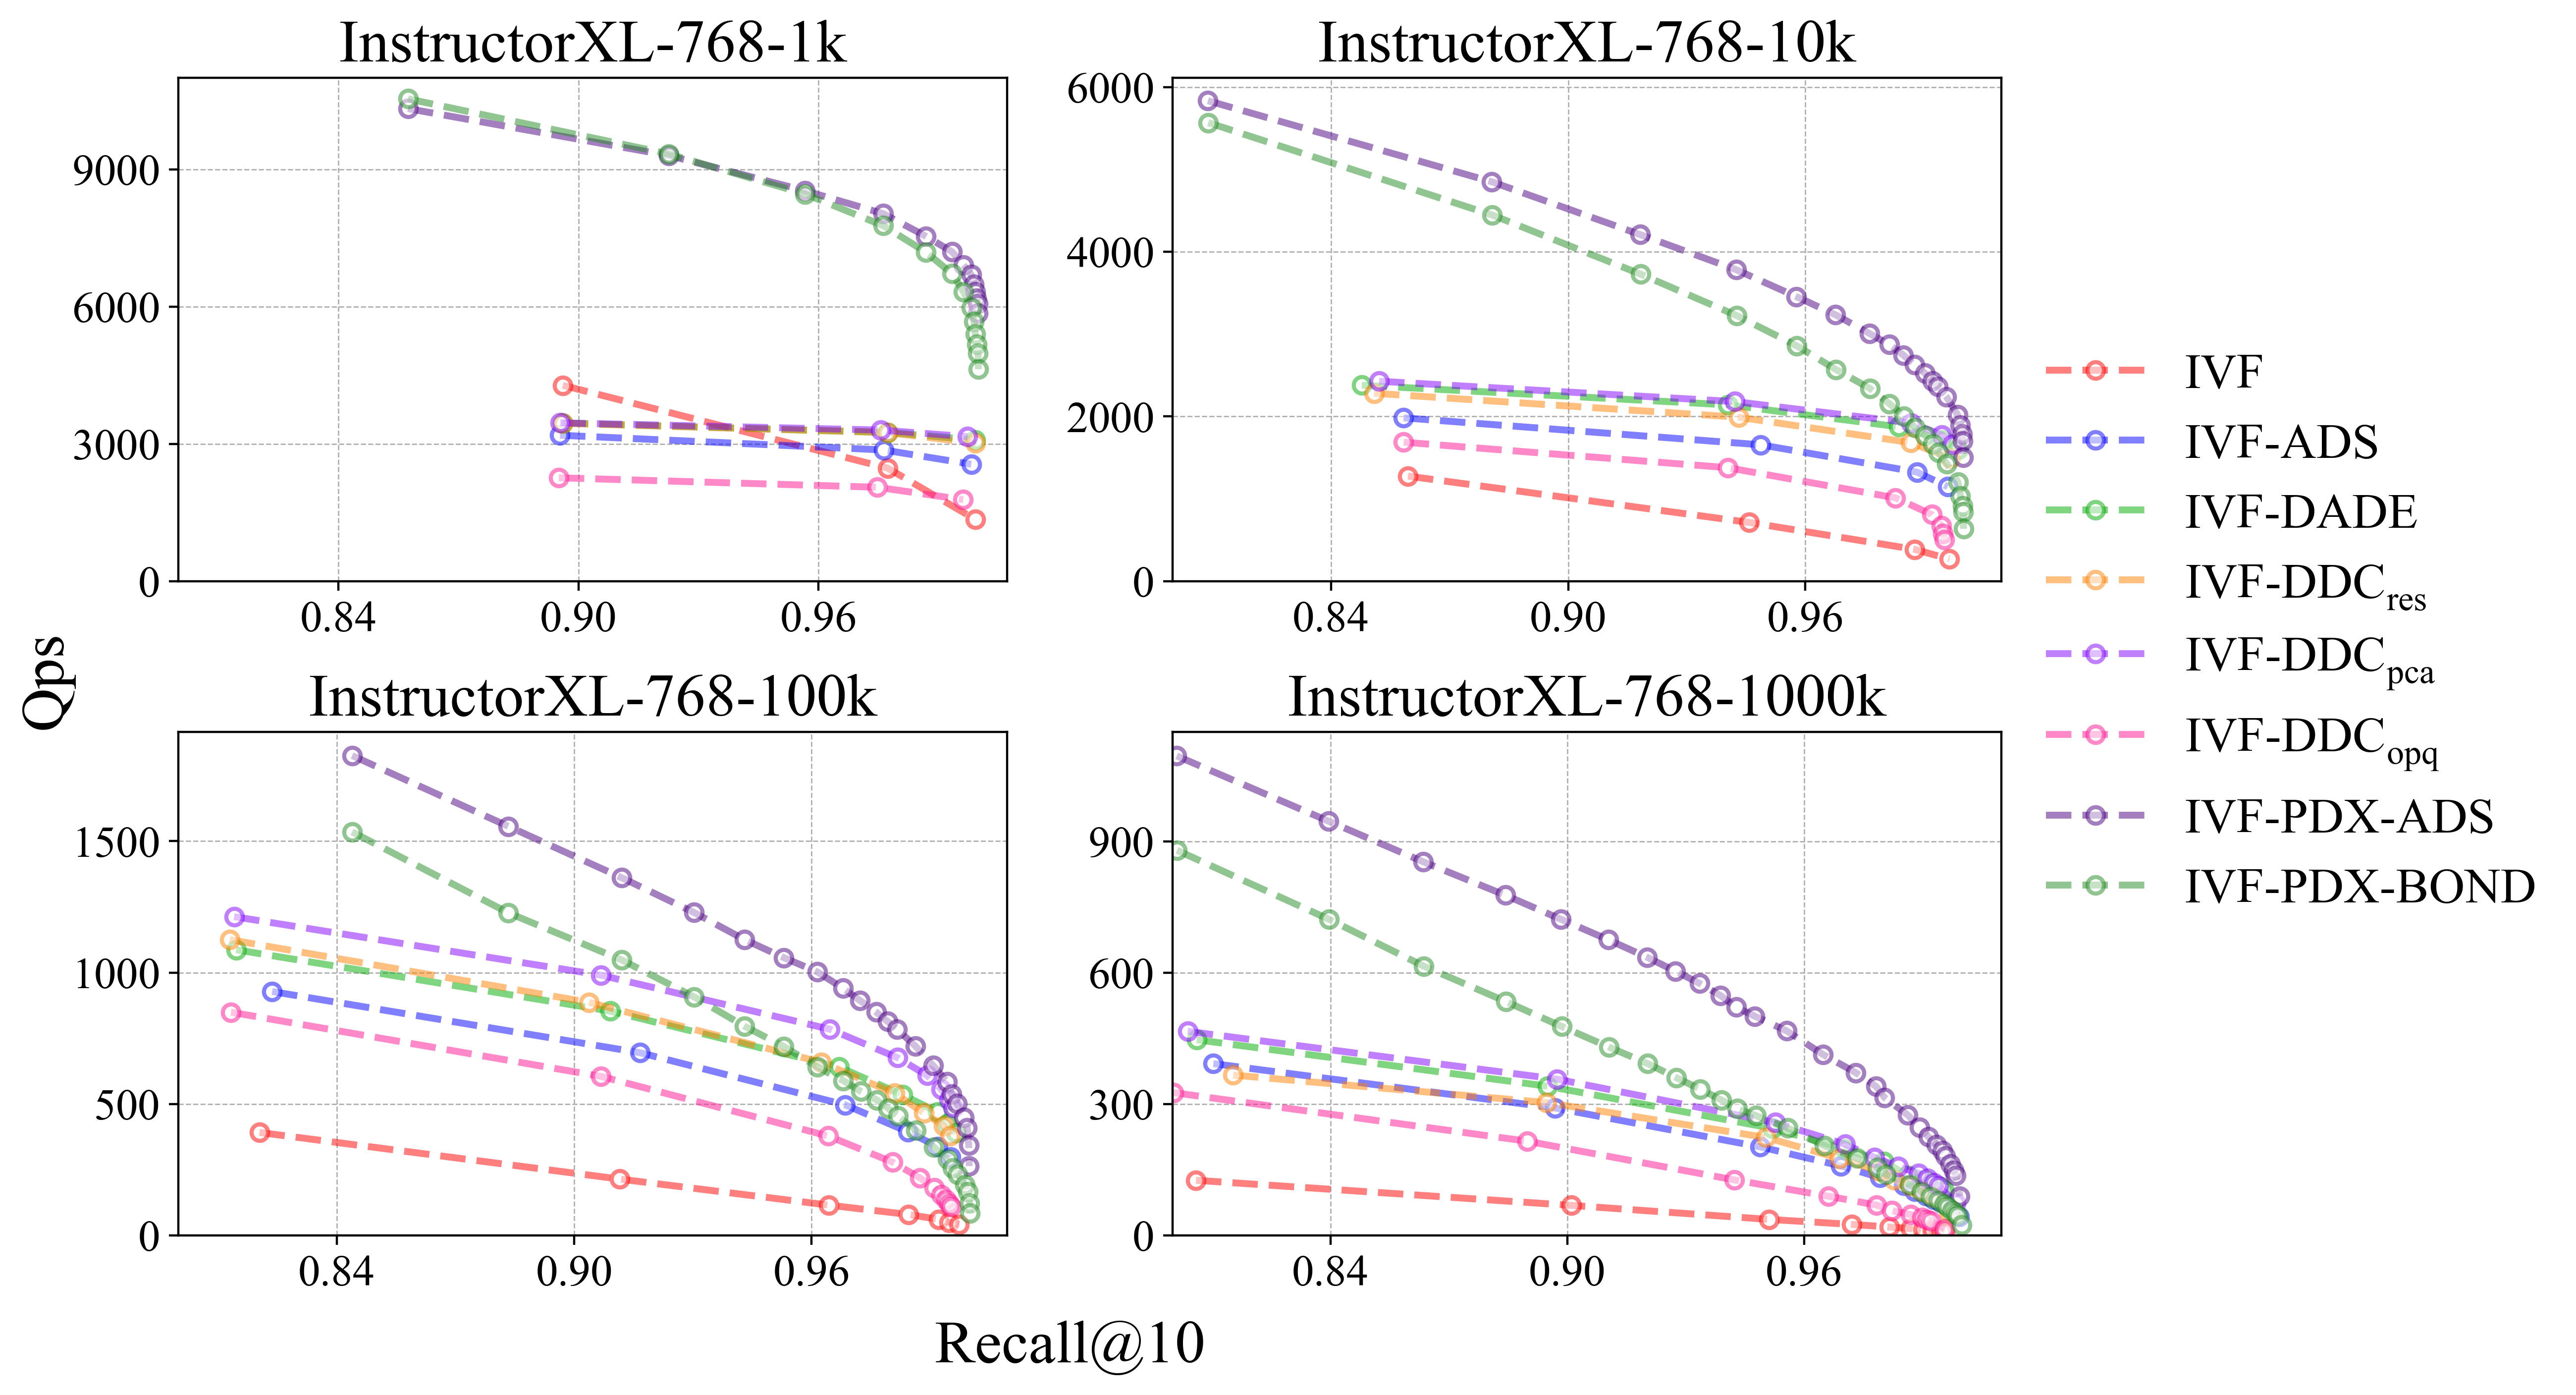 InstructorXL-768-1k
9000
6000
3000
0
0.84 0.90 0.96
InstructorXL-768-10k
6000
4000
2000
0
0.84 0.90 0.96
InstructorXL-768-100k
1500
1000
500
0
0.84 0.90 0.96
InstructorXL-768-1000k
900
600
300
0
0.84 0.90 0.96
Qps
Recall@10
IVF
IVF-ADS
IVF-DADE
IVF-DDCres
IVF-DDCpca
IVF-DDCopq
IVF-PDX-ADS
IVF-PDX-BOND